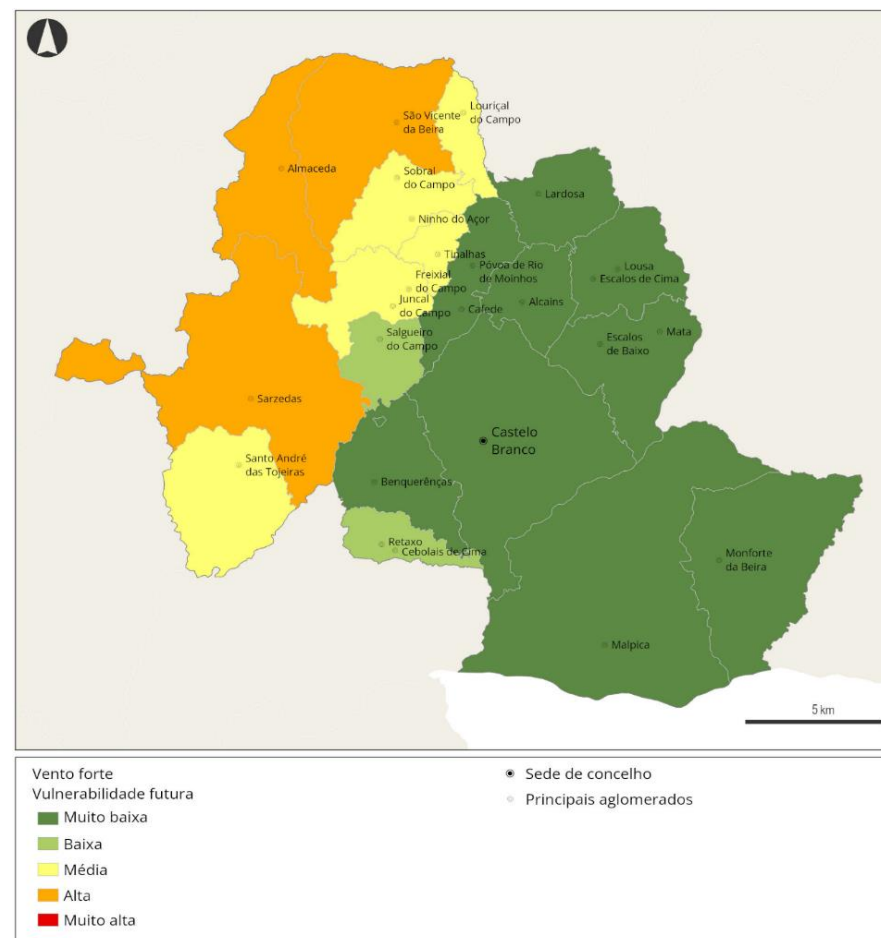 São Vicente
da Beira
Louriçal
do Campo
Almaceda
Sobral
do Campo
Lardosa
Ninho do Açor
Tinalhas
Póvoa de Rio
de Moinhos
Lousa
Escalos de Cima
Freixial
do Campo
Juncal
do Campo
Cafede
Alcains
Salgueiro
do Campo
Escalos
de Baixo
Mata
Sarzedas
Castelo
Branco
Santo André
das Tojeiras
Benquerênças
Retaxo
Cebolais de Cima
Monforte
da Beira
Malpica
5 km
Vento forte
Vulnerabilidade futura
Muito baixa
Baixa
Média
Alta
Muito alta
Sede de concelho
Principais aglomerados